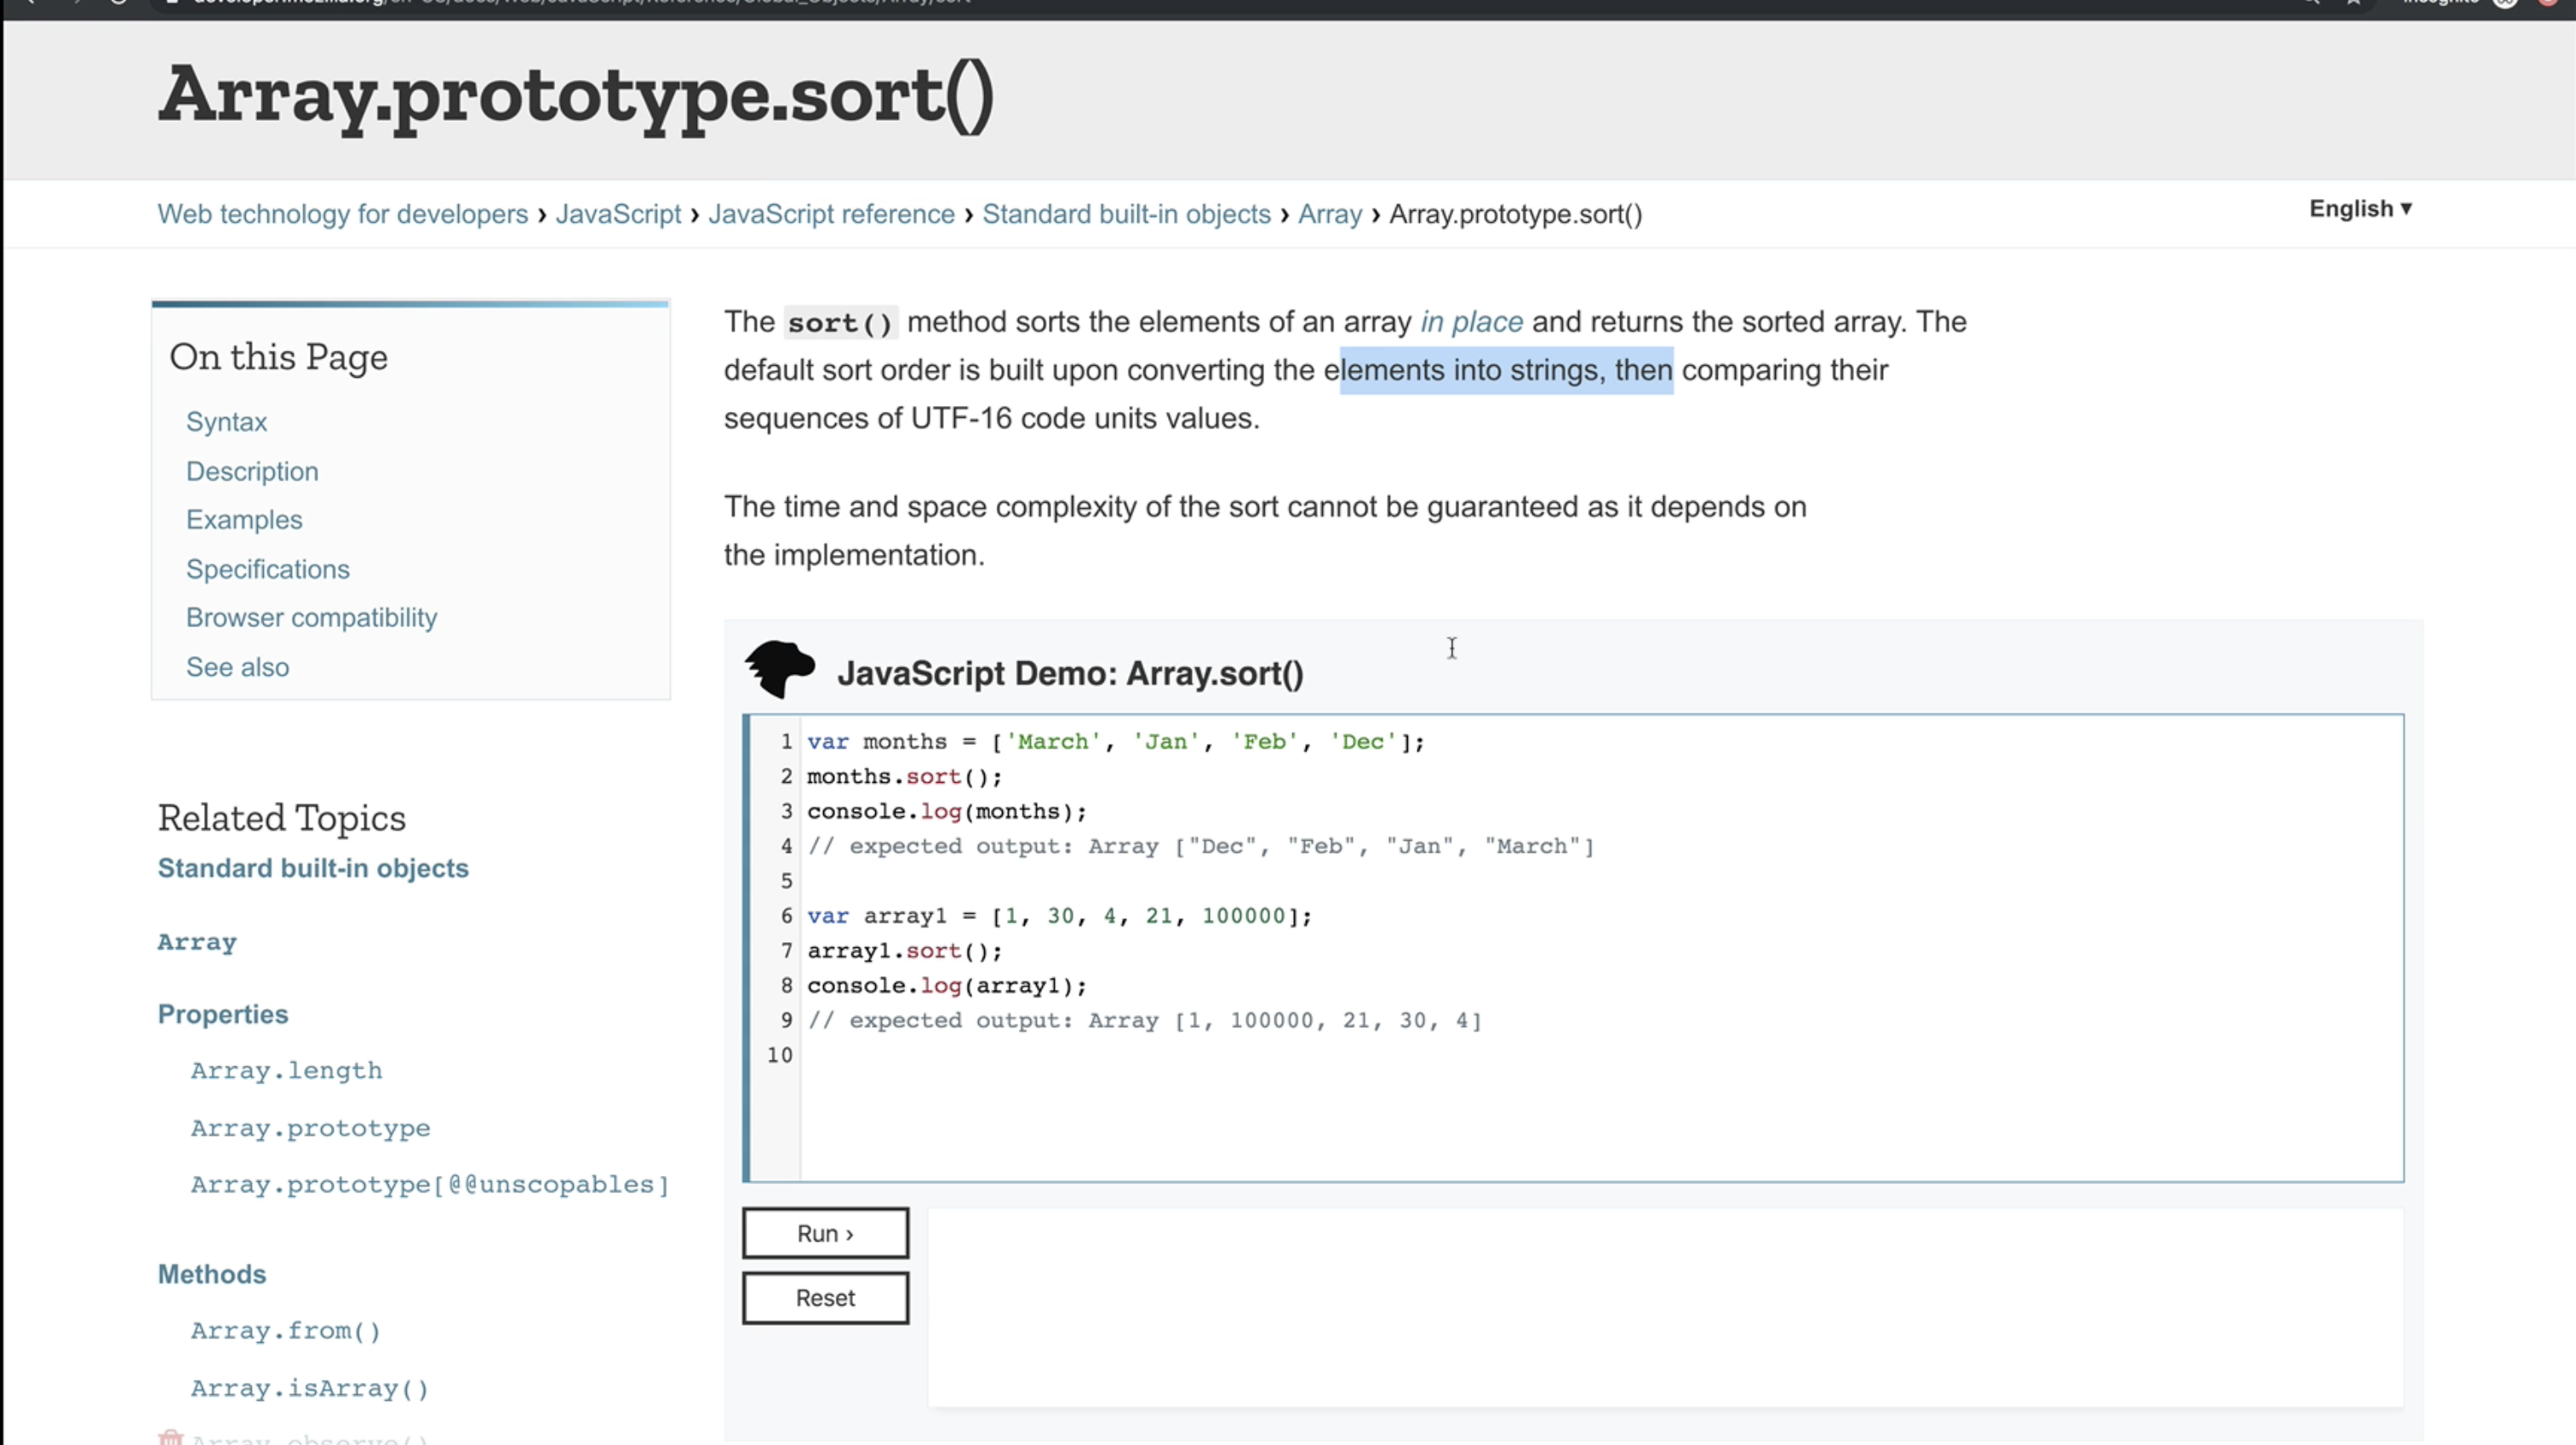 Array.prototype.sort()
Web technology for developers › JavaScript › JavaScript reference › Standard built-in objects › Array › Array.prototype.sort()
English ▼
On this Page
Syntax
Description
Examples
Specifications
Browser compatibility
See also
Related Topics
Standard built-in objects
Array
Properties
Array.length
Array.prototype
Array.prototype[@@unscopables]
Methods
Array.from()
Array.isArray()
Array.observe()
The sort() method sorts the elements of an array in place and returns the sorted array. The
default sort order is built upon converting the elements into strings, then comparing their
sequences of UTF-16 code units values.
The time and space complexity of the sort cannot be guaranteed as it depends on
the implementation.
JavaScript Demo: Array.sort()
1 var months = ['March', 'Jan', 'Feb', 'Dec'];
2 months.sort();
3 console.log(months);
4 // expected output: Array ["Dec", "Feb", "Jan", "March"]
5
6 var array1 = [1, 30, 4, 21, 100000];
7 array1.sort();
8 console.log(array1);
9 // expected output: Array [1, 100000, 21, 30, 4]
10
Run ›
Reset